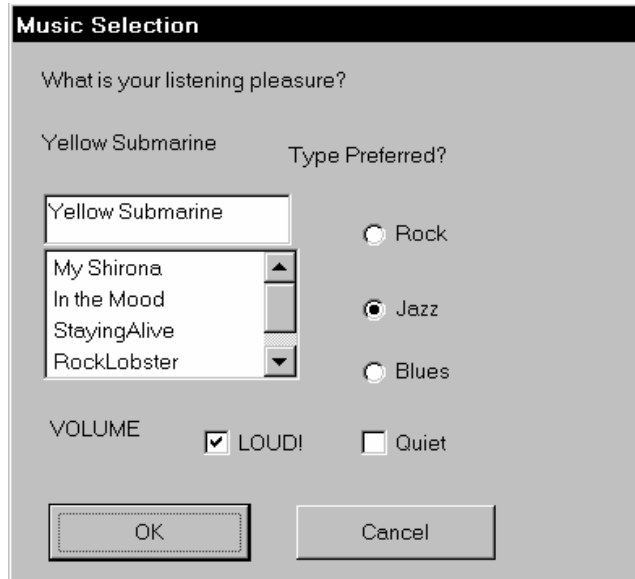 Music Selection
What is your listening pleasure?
Yellow Submarine
Type Preferred?
Yellow Submarine
Rock
My Shirona
In the Mood
Jazz
StayingAlive
RockLobster
Blues
VOLUME LOUD! Quiet
OK Cancel